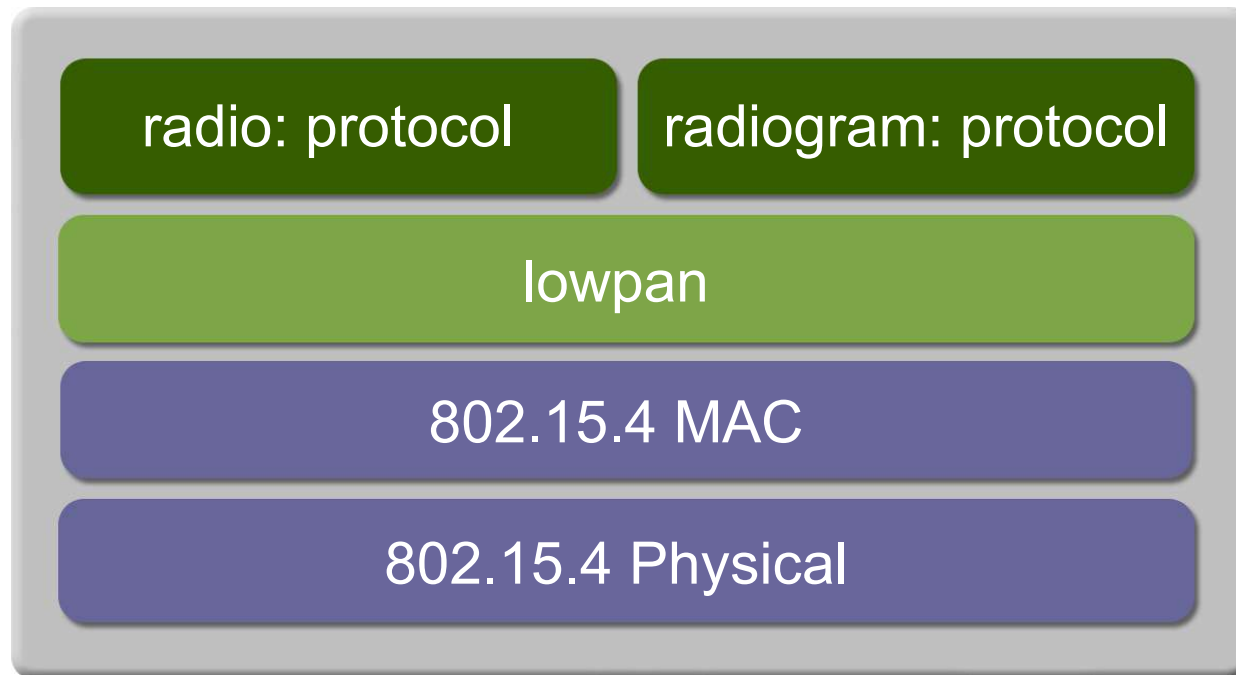 radio: protocol
radiogram: protocol
lowpan
802.15.4 MAC
802.15.4 Physical